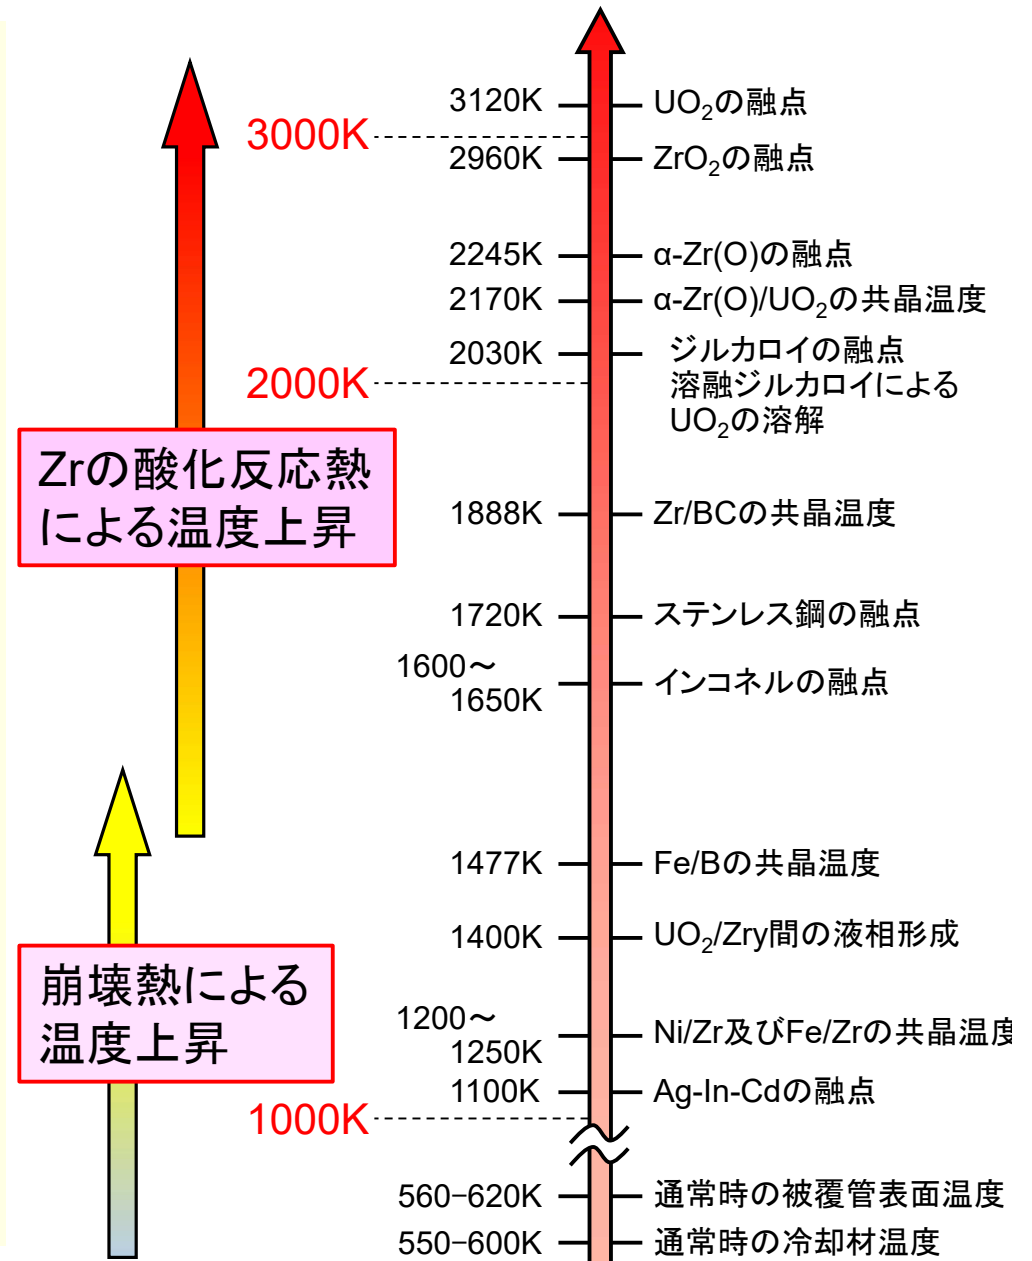 3120K UO₂の融点
3000K
2960K ZrO₂の融点
2245K α-Zr(O)の融点
2170K α-Zr(O)/UO₂の共晶温度
2030K ジルカロイの融点
溶融ジルカロイによる
UO₂の溶解
2000K
Zrの酸化反応熱
による温度上昇
1888K Zr/BCの共晶温度
1720K ステンレス鋼の融点
1600～
1650K インコネルの融点
1477K Fe/Bの共晶温度
1400K UO₂/Zry間の液相形成
崩壊熱による
温度上昇
1200～
1250K Ni/Zr及びFe/Zrの共晶温度
1100K Ag-In-Cdの融点
1000K
560−620K 通常時の被覆管表面温度
550−600K 通常時の冷却材温度